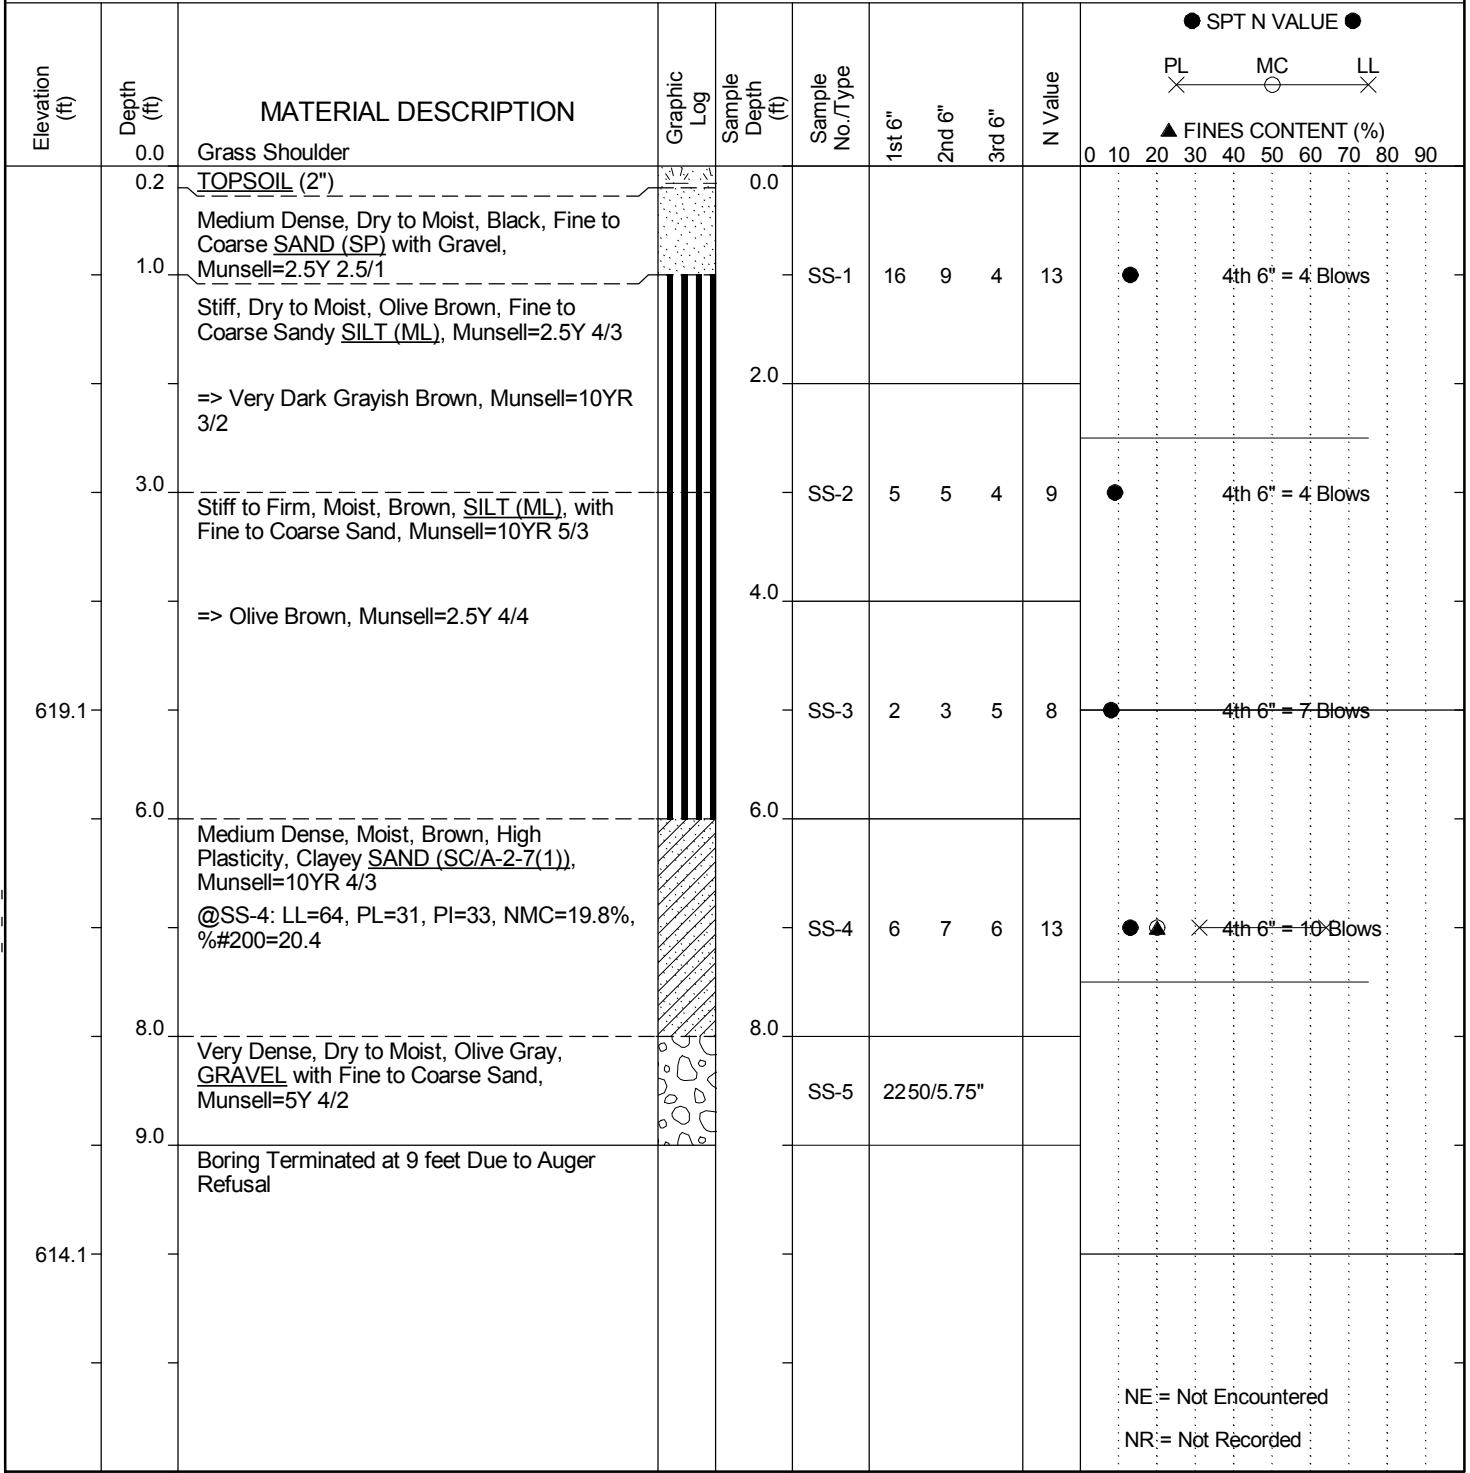 ● SPT N VALUE ●
PL MC LL
▲ FINES CONTENT (%)
Elevation (ft)
Depth (ft)
MATERIAL DESCRIPTION
Graphic Log
Sample Depth (ft)
Sample No./Type
1st 6"
2nd 6"
3rd 6"
N Value
0 10 20 30 40 50 60 70 80 90
0.0 Grass Shoulder
0.2 TOPSOIL (2") 0.0
Medium Dense, Dry to Moist, Black, Fine to
Coarse SAND (SP) with Gravel,
Munsell=2.5Y 2.5/1
1.0 SS-1 16 9 4 13 4th 6" = 4 Blows
Stiff, Dry to Moist, Olive Brown, Fine to
Coarse Sandy SILT (ML), Munsell=2.5Y 4/3
2.0
=> Very Dark Grayish Brown, Munsell=10YR
3/2
3.0 SS-2 5 5 4 9 4th 6" = 4 Blows
Stiff to Firm, Moist, Brown, SILT (ML), with
Fine to Coarse Sand, Munsell=10YR 5/3
4.0
=> Olive Brown, Munsell=2.5Y 4/4
619.1 SS-3 2 3 5 8 4th 6" = 7 Blows
6.0 6.0
Medium Dense, Moist, Brown, High
Plasticity, Clayey SAND (SC/A-2-7(1)),
Munsell=10YR 4/3
@SS-4: LL=64, PL=31, PI=33, NMC=19.8%,
%#200=20.4
SS-4 6 7 6 13 4th 6" = 10 Blows
8.0 8.0
Very Dense, Dry to Moist, Olive Gray,
GRAVEL with Fine to Coarse Sand,
Munsell=5Y 4/2
SS-5 22 50/5.75"
9.0
Boring Terminated at 9 feet Due to Auger
Refusal
614.1
NE = Not Encountered
NR = Not Recorded